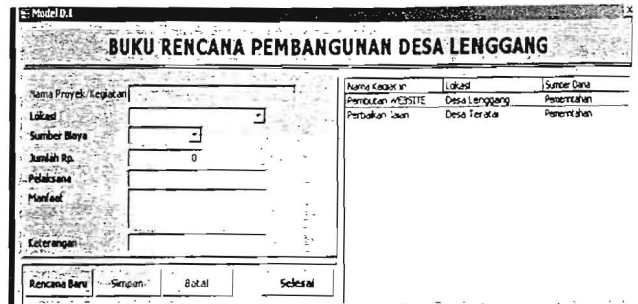 Model D.1
BUKU RENCANA PEMBANGUNAN DESA LENGGANG
Nama Proyek/Kegiatan
Lokasi
Sumber Biaya
Jumlah Rp. 0
Pelaksana
Manfaat
Keterangan
Rencana Baru Simpan Batal Selesai
Nama Kegiatan Lokasi Sumber Dana
Pembutan WEBSITE Desa Lenggang Pemerintahan
Perbaikan Jalan Desa Teratai Pemerintahan